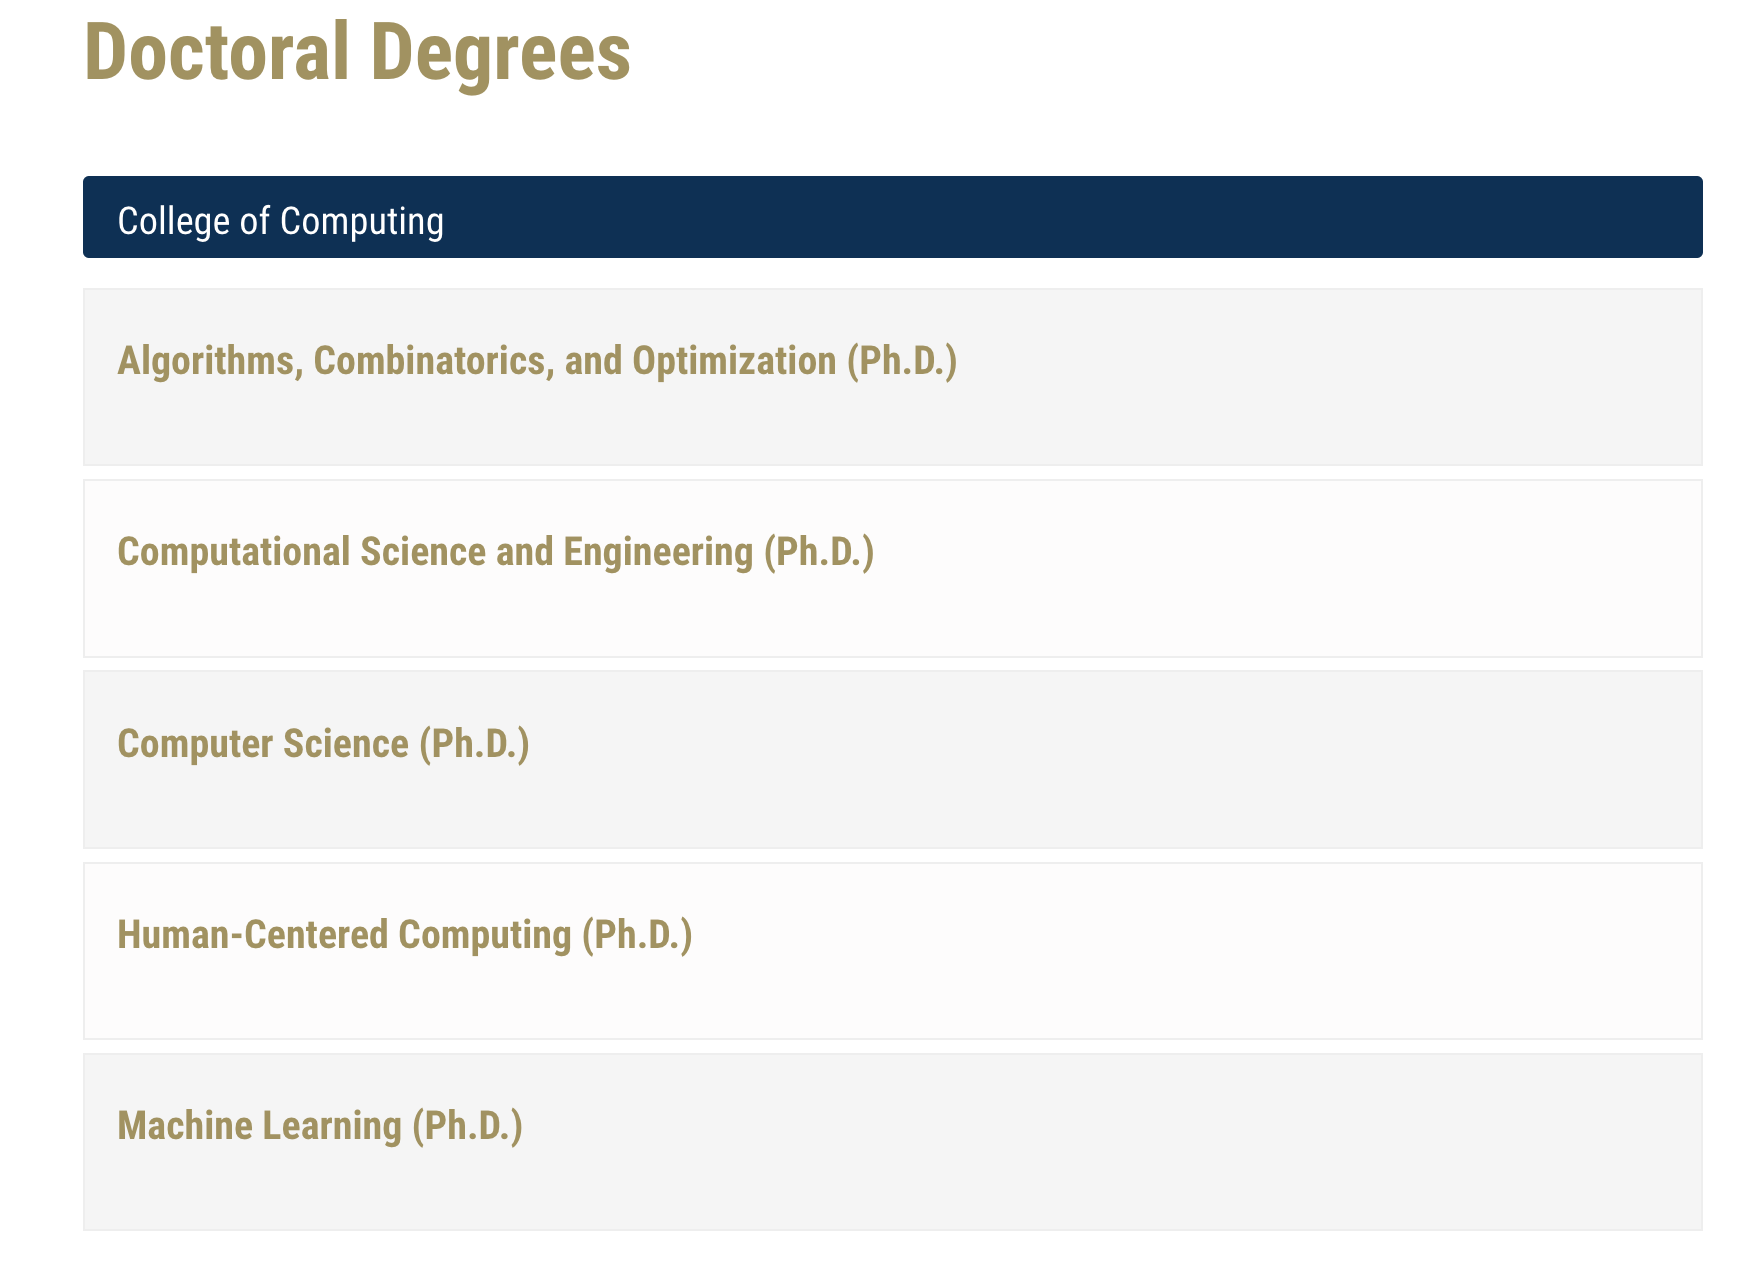 Doctoral Degrees
College of Computing
Algorithms, Combinatorics, and Optimization (Ph.D.)
Computational Science and Engineering (Ph.D.)
Computer Science (Ph.D.)
Human-Centered Computing (Ph.D.)
Machine Learning (Ph.D.)